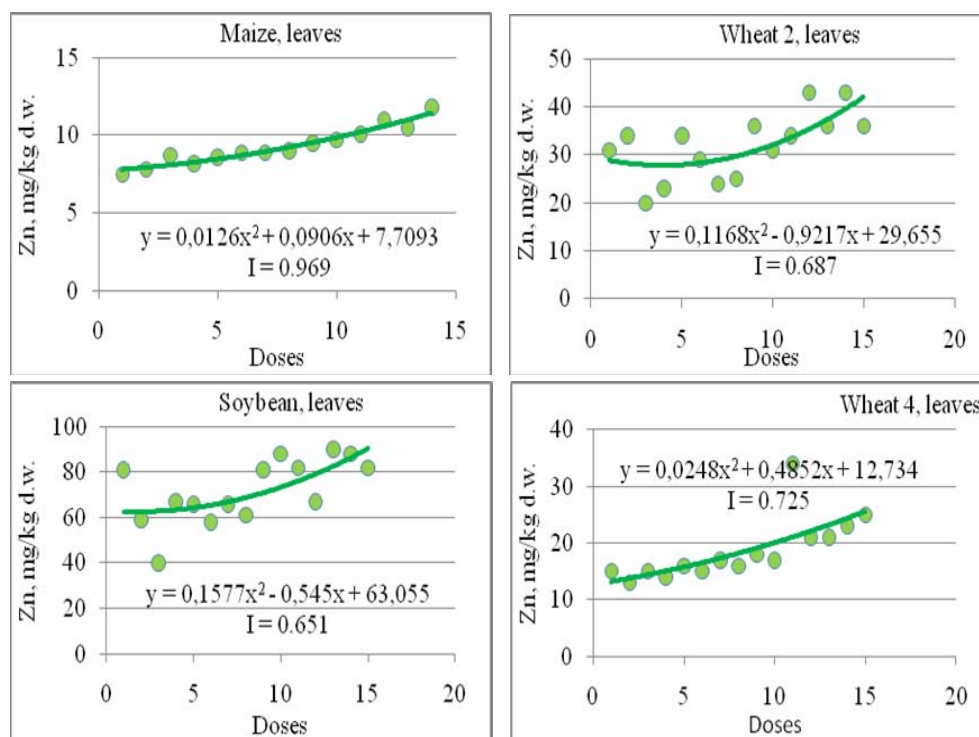 Maize, leaves
Zn, mg/kg d.w.
15
10
5
0
y = 0,0126x² + 0,0906x + 7,7093
I = 0.969
0 5 10 15
Doses
Wheat 2, leaves
Zn, mg/kg d.w.
50
40
30
20
10
0
y = 0,1168x² - 0,9217x + 29,655
I = 0.687
0 5 10 15 20
Doses
Soybean, leaves
Zn, mg/kg d.w.
100
80
60
40
20
0
y = 0,1577x² - 0,545x + 63,055
I = 0.651
0 5 10 15 20
Doses
Wheat 4, leaves
Zn, mg/kg d.w.
40
30
20
10
0
y = 0,0248x² + 0,4852x + 12,734
I = 0.725
0 5 10 15 20
Doses